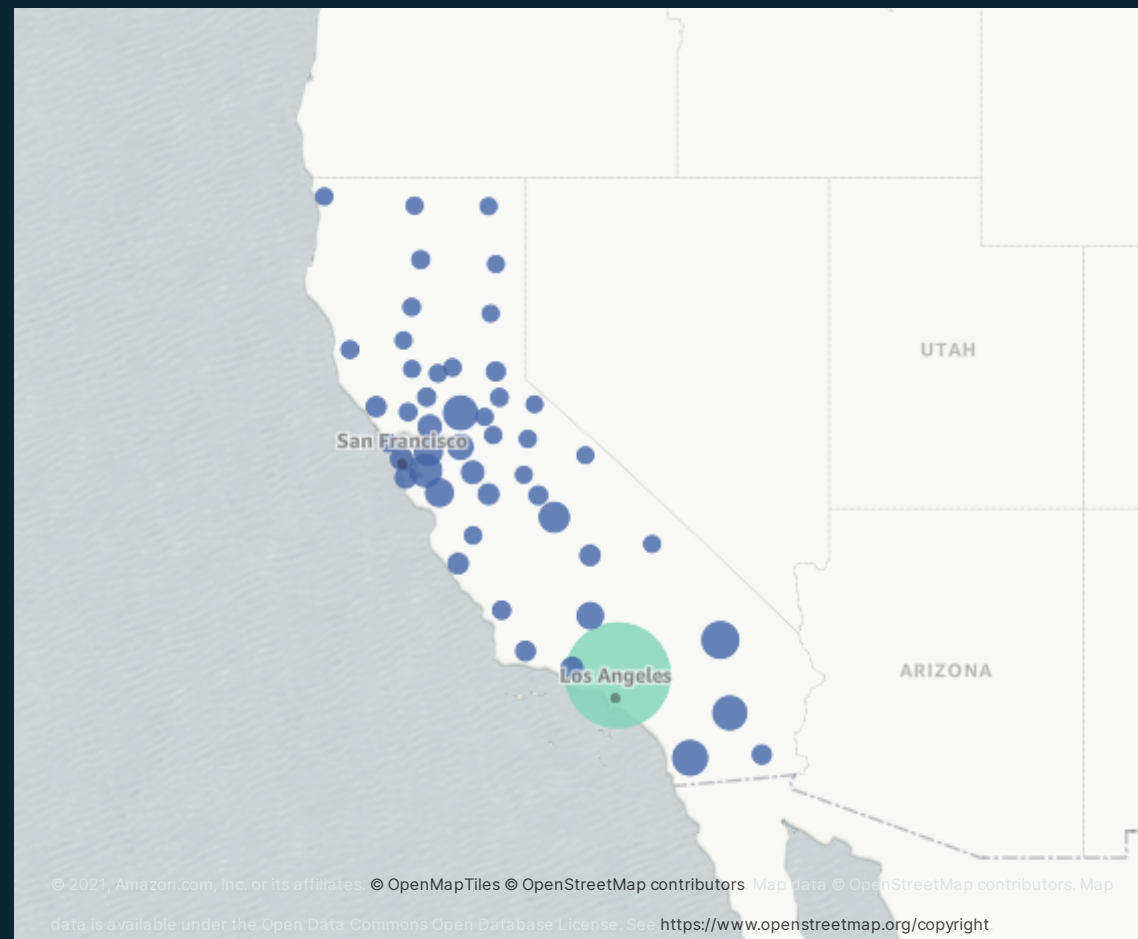 UTAH
San Francisco
ARIZONA
Los Angeles
© 2021, Amazon.com, Inc. or its affiliates. © OpenMapTiles © OpenStreetMap contributors. Map data © OpenStreetMap contributors. Map
data is available under the Open Data Commons Open Database License. See https://www.openstreetmap.org/copyright